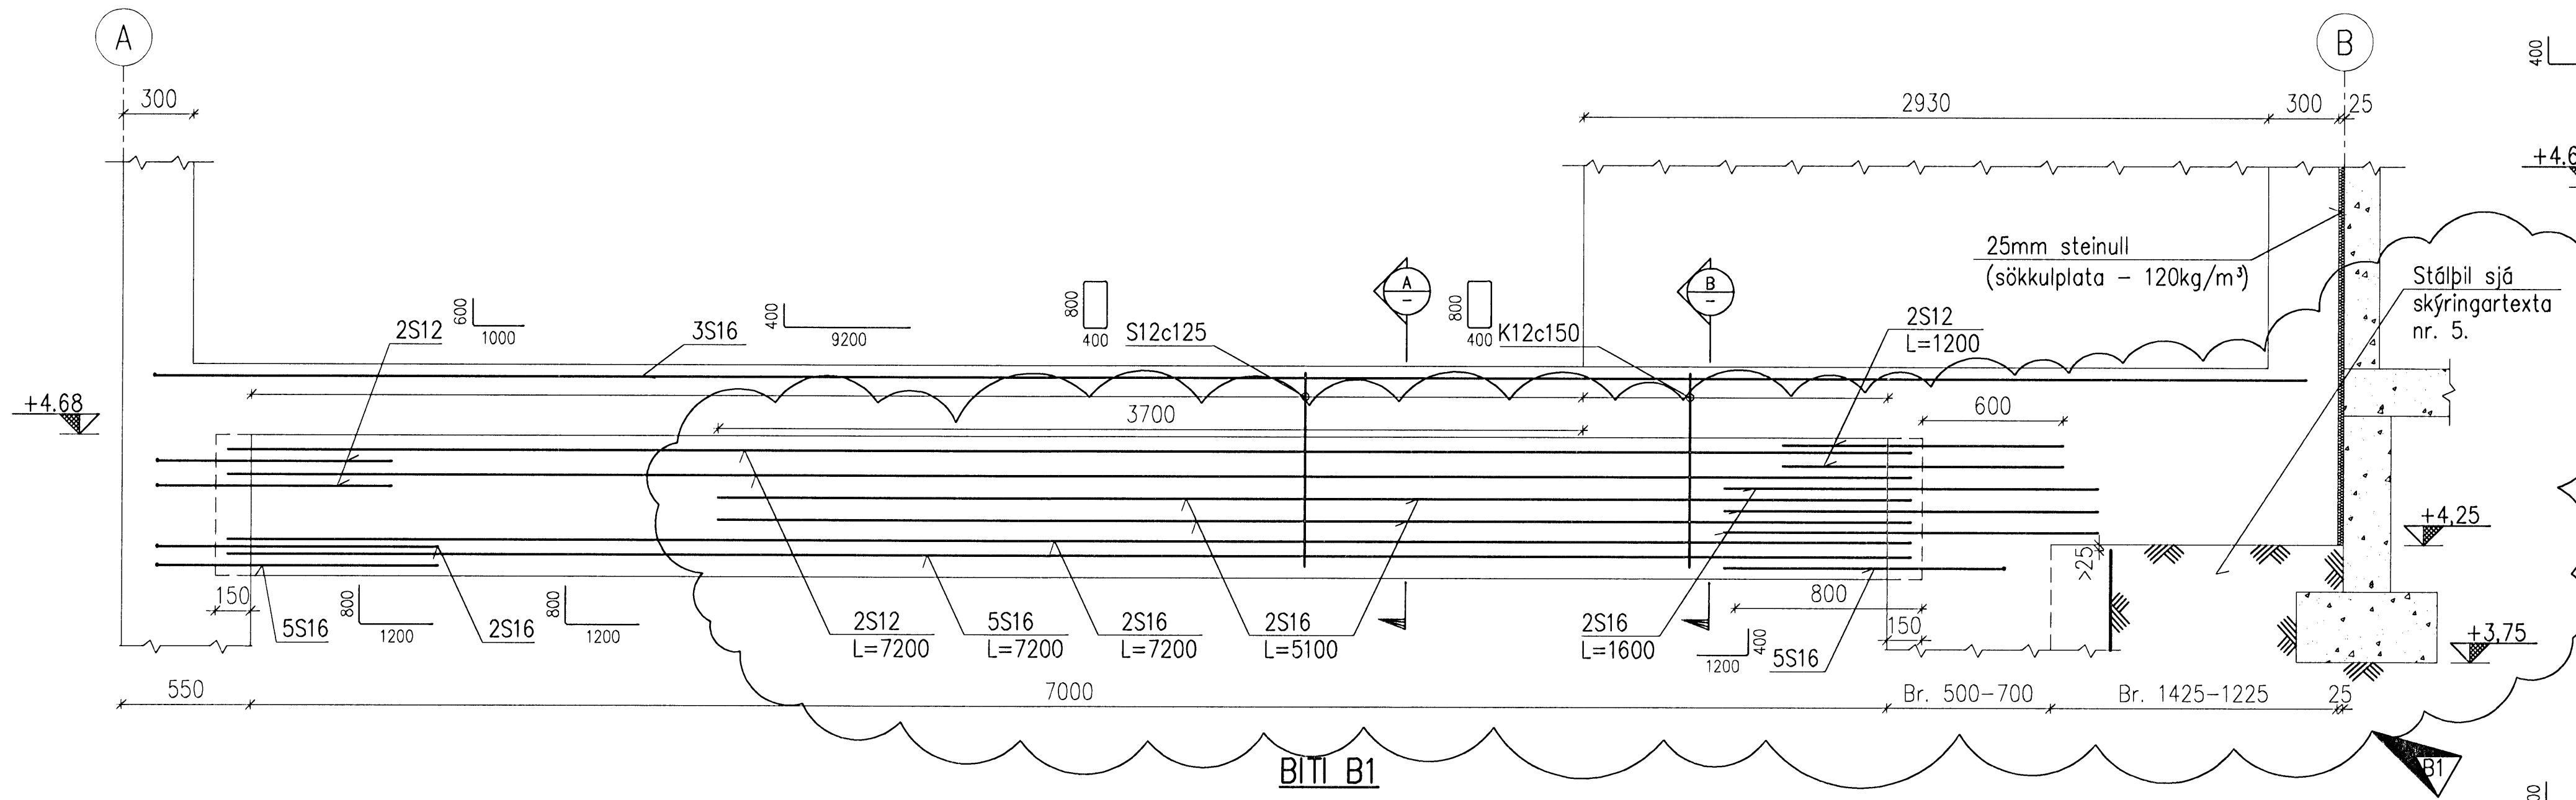 A
B
400
300
2930
300
25
+4.6
25mm steinull
(sökkulplata – 120kg/m³)
Stálþil sjá
skýringartexta
nr. 5.
2S12
600
1000
3S16
400
9200
800
400
S12c125
A
–
800
400
K12c150
B
–
2S12
L=1200
+4.68
3700
600
+4,25
>25
150
5S16
800
1200
2S16
800
1200
2S12
L=7200
5S16
L=7200
2S16
L=7200
2S16
L=5100
2S16
L=1600
800
150
1200
400
5S16
+3,75
550
7000
Br. 500–700
Br. 1425–1225
25
BITI B1
B1